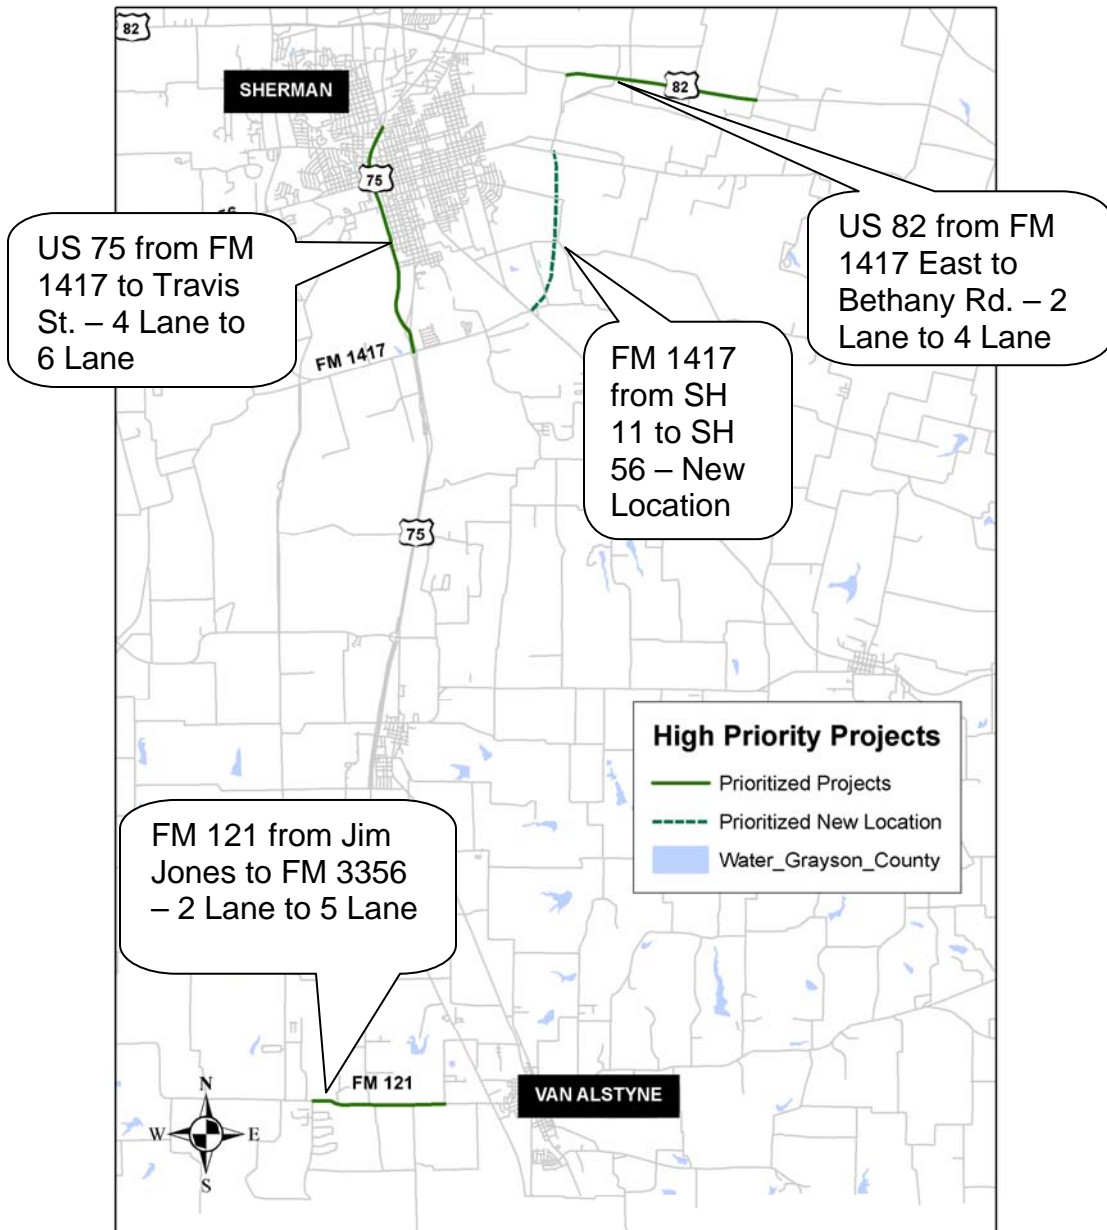 82
SHERMAN
82
75
US 75 from FM
1417 to Travis
St. – 4 Lane to
6 Lane
US 82 from FM
1417 East to
Bethany Rd. – 2
Lane to 4 Lane
FM 1417
FM 1417
from SH
11 to SH
56 – New
Location
75
High Priority Projects
Prioritized Projects
Prioritized New Location
Water_Grayson_County
FM 121 from Jim
Jones to FM 3356
– 2 Lane to 5 Lane
FM 121
VAN ALSTYNE
N
W E
S